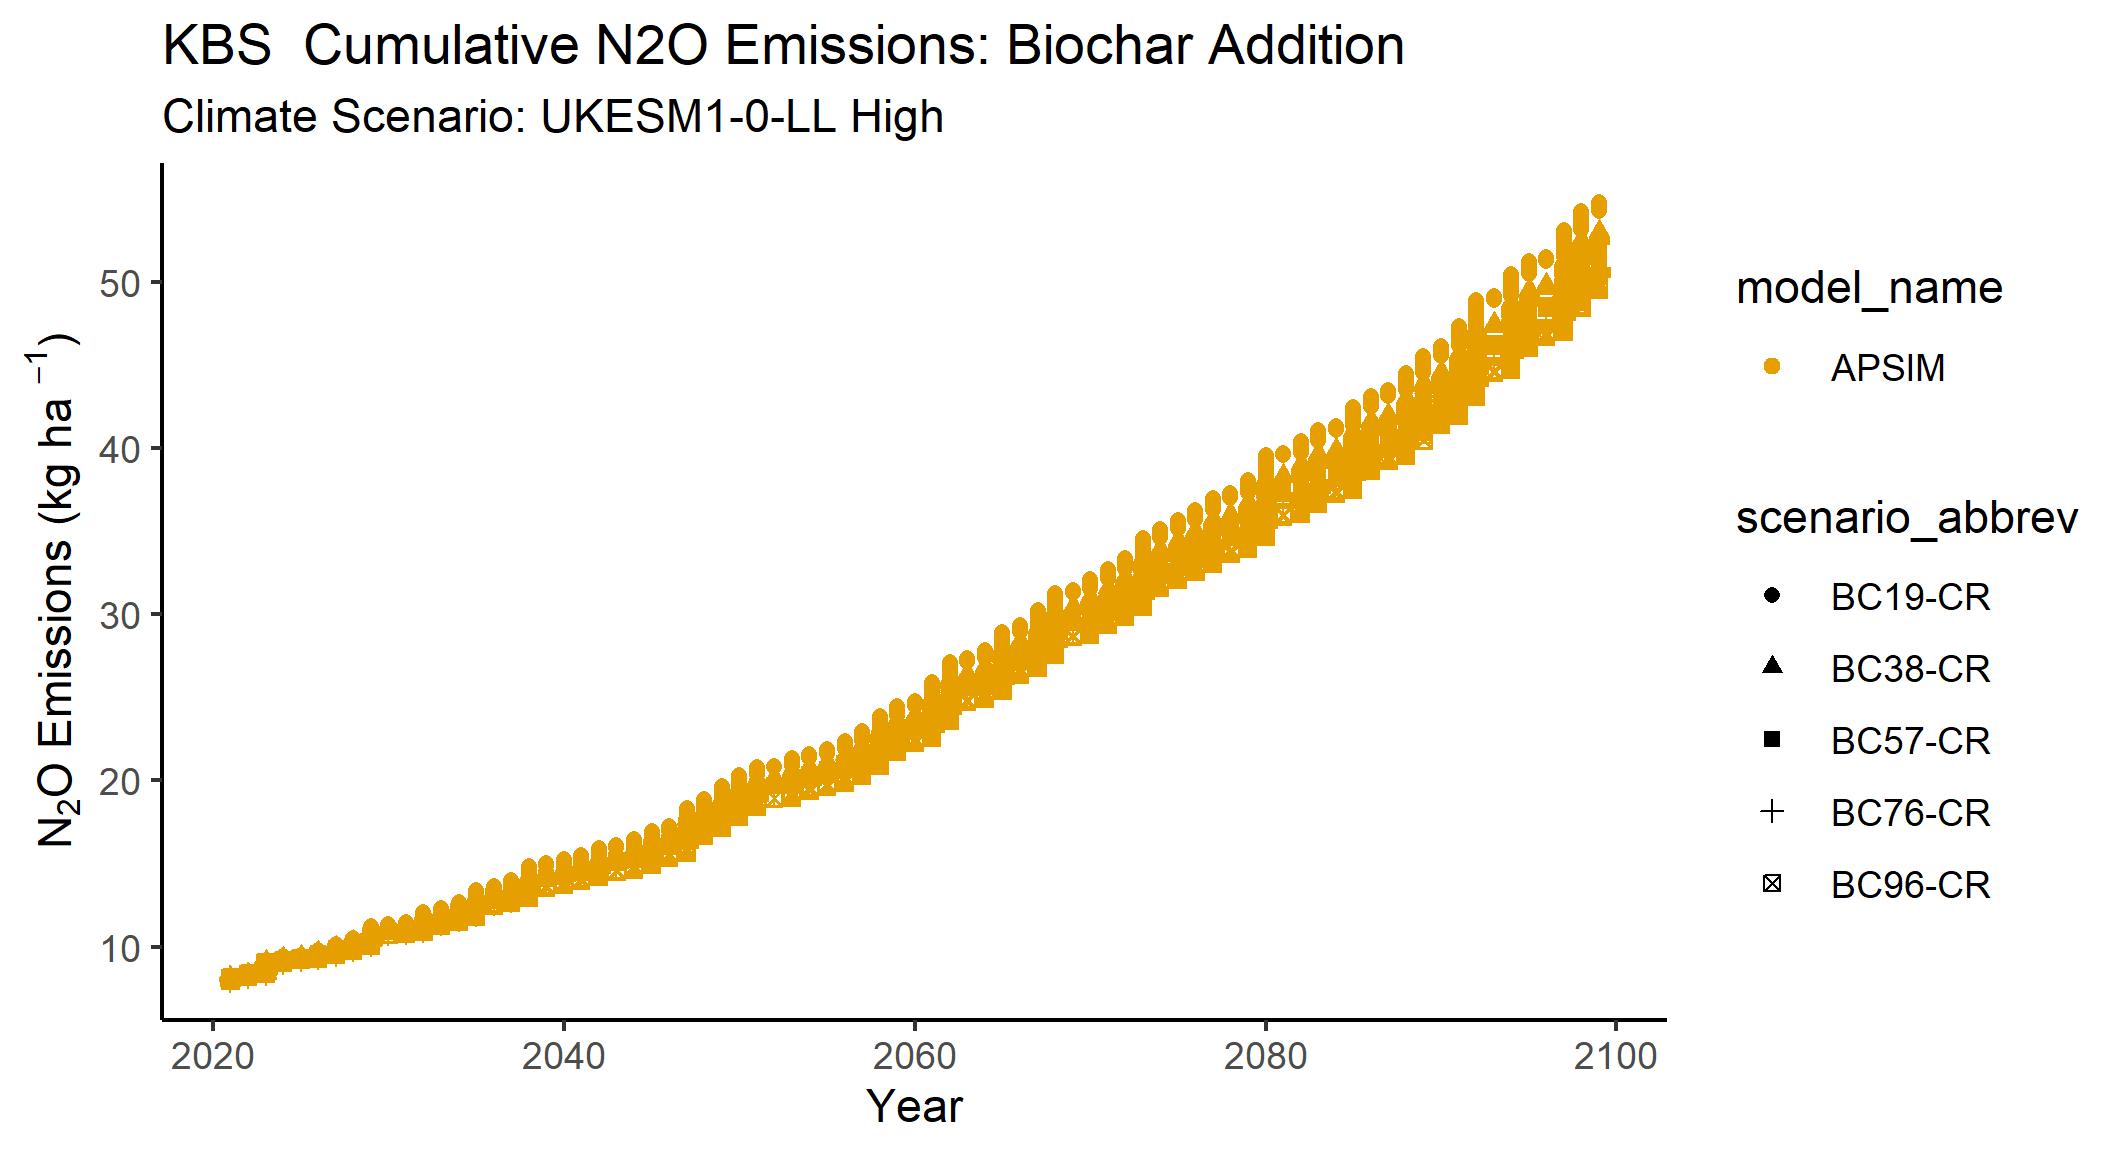 KBS  Cumulative N2O Emissions: Biochar Addition
Climate Scenario: UKESM1-0-LL High
N₂O Emissions (kg ha ⁻¹)
50
40
30
20
10
2020 2040 2060 2080 2100
Year
model_name
APSIM
scenario_abbrev
BC19-CR
BC38-CR
BC57-CR
BC76-CR
BC96-CR